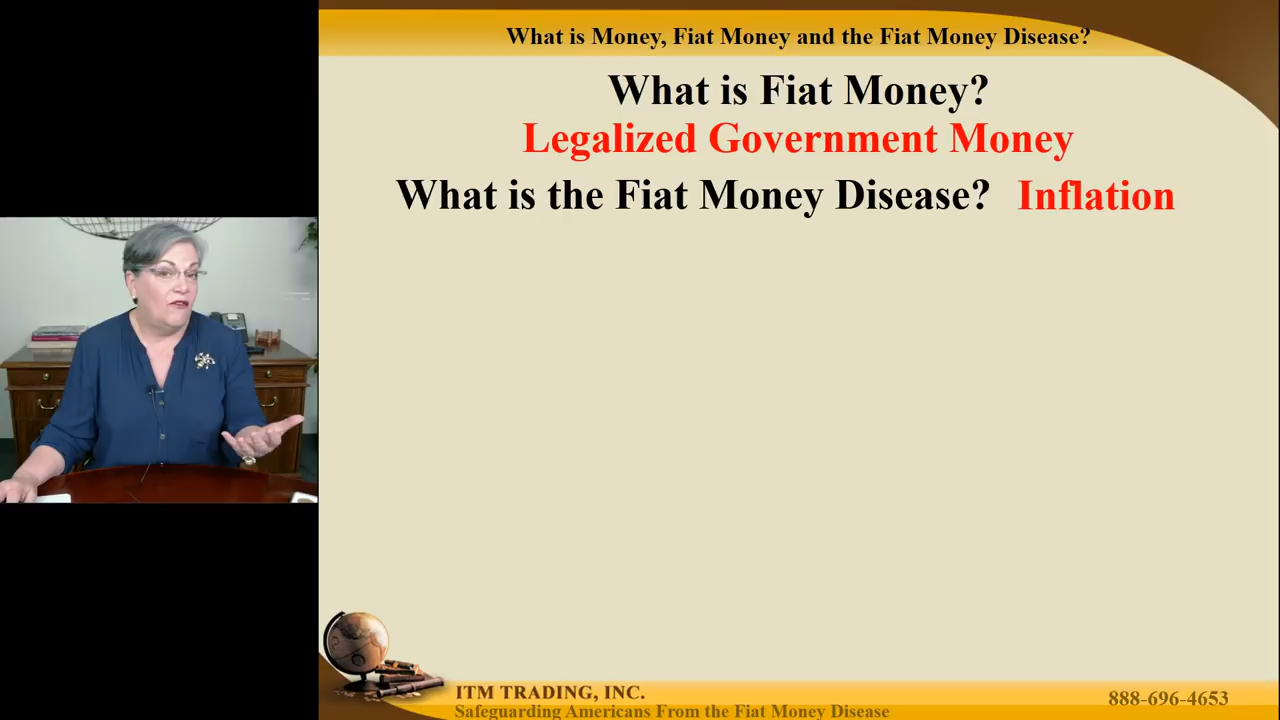 What is Money, Fiat Money and the Fiat Money Disease?
What is Fiat Money?
Legalized Government Money
What is the Fiat Money Disease? Inflation
ITM TRADING, INC.
Safeguarding Americans From the Fiat Money Disease
888-696-4653